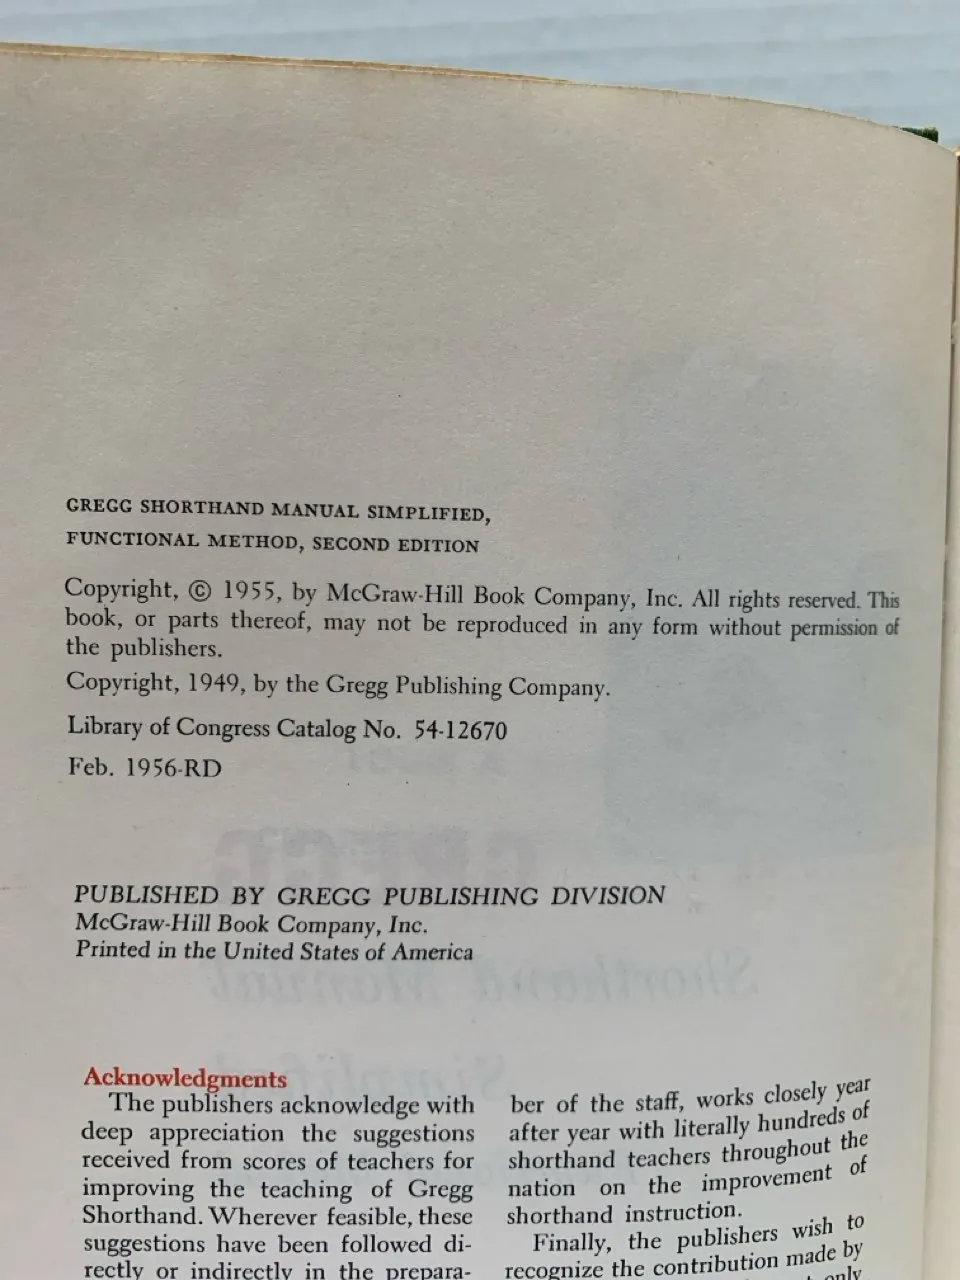 GREGG SHORTHAND MANUAL SIMPLIFIED,
FUNCTIONAL METHOD, SECOND EDITION
Copyright, © 1955, by McGraw-Hill Book Company, Inc. All rights reserved. This
book, or parts thereof, may not be reproduced in any form without permission of
the publishers.
Copyright, 1949, by the Gregg Publishing Company.
Library of Congress Catalog No. 54-12670
Feb. 1956-RD
PUBLISHED BY GREGG PUBLISHING DIVISION
McGraw-Hill Book Company, Inc.
Printed in the United States of America
Acknowledgments
The publishers acknowledge with
deep appreciation the suggestions
received from scores of teachers for
improving the teaching of Gregg
Shorthand. Wherever feasible, these
suggestions have been followed di-
rectly or indirectly in the prepara-
ber of the staff, works closely year
after year with literally hundreds of
shorthand teachers throughout the
nation on the improvement of
shorthand instruction.
Finally, the publishers wish to
recognize the contribution made by
only